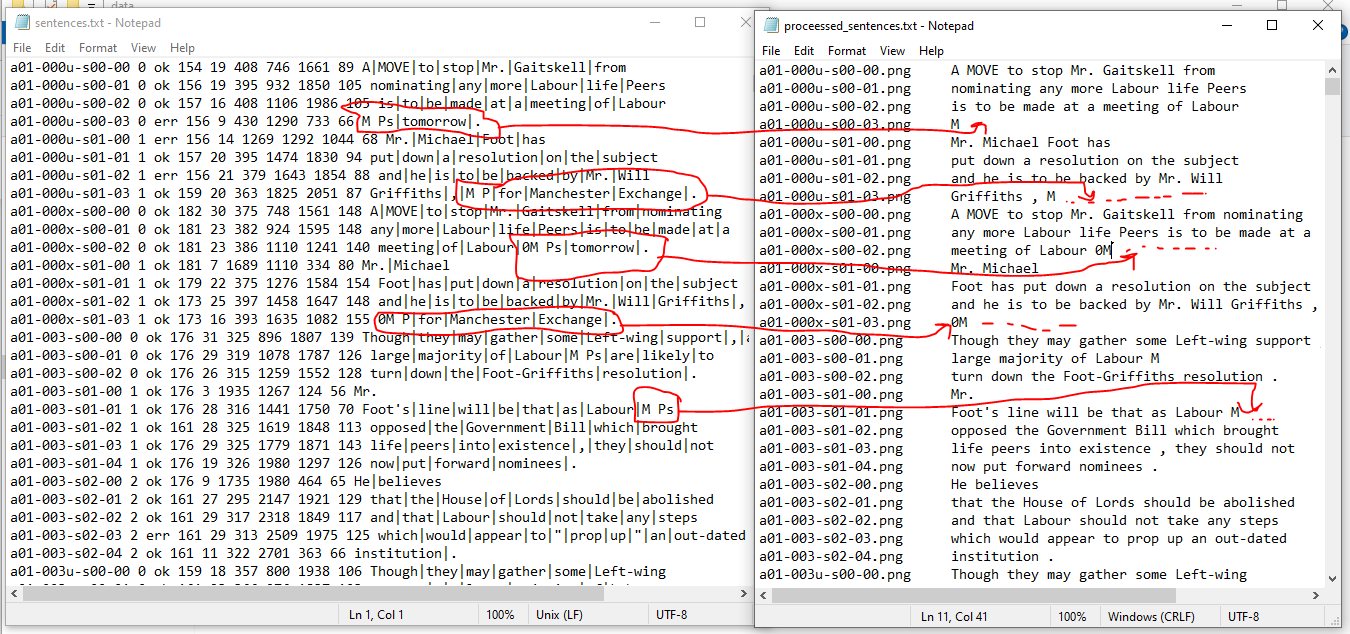 data
sentences.txt - Notepad
File Edit Format View Help
a01-000u-s00-00 0 ok 154 19 408 746 1661 89 A|MOVE|to|stop|Mr.|Gaitskell|from
a01-000u-s00-01 0 ok 156 19 395 932 1850 105 nominating|any|more|Labour|life|Peers
a01-000u-s00-02 0 ok 157 16 408 1106 1986 105 is|to|be|made|at|a|meeting|of|Labour
a01-000u-s00-03 0 err 156 9 430 1290 733 66 M Ps|tomorrow|.
a01-000u-s01-00 1 err 156 14 1269 1292 1044 68 Mr.|Michael|Foot|has
a01-000u-s01-01 1 ok 157 20 395 1474 1830 94 put|down|a|resolution|on|the|subject
a01-000u-s01-02 1 err 156 21 379 1643 1854 88 and|he|is|to|be|backed|by|Mr.|Will
a01-000u-s01-03 1 ok 159 20 363 1825 2051 87 Griffiths|,|M P|for|Manchester|Exchange|.
a01-000x-s00-00 0 ok 182 30 375 748 1561 148 A|MOVE|to|stop|Mr.|Gaitskell|from|nominating
a01-000x-s00-01 0 ok 181 23 382 924 1595 148 any|more|Labour|life|Peers|is|to|be|made|at|a
a01-000x-s00-02 0 ok 181 23 386 1110 1241 140 meeting|of|Labour|0M Ps|tomorrow|.
a01-000x-s01-00 1 ok 181 7 1689 1110 334 80 Mr.|Michael
a01-000x-s01-01 1 ok 179 22 375 1276 1584 154 Foot|has|put|down|a|resolution|on|the|subject
a01-000x-s01-02 1 ok 173 25 397 1458 1647 148 and|he|is|to|be|backed|by|Mr.|Will|Griffiths|,
a01-000x-s01-03 1 ok 173 16 393 1635 1082 155 0M P|for|Manchester|Exchange|.
a01-003-s00-00 0 ok 176 31 325 896 1807 139 Though|they|may|gather|some|Left-wing|support|,|a
a01-003-s00-01 0 ok 176 29 319 1078 1787 126 large|majority|of|Labour|M Ps|are|likely|to
a01-003-s00-02 0 ok 176 26 315 1259 1552 128 turn|down|the|Foot-Griffiths|resolution|.
a01-003-s01-00 1 ok 176 3 1935 1267 124 56 Mr.
a01-003-s01-01 1 ok 176 28 316 1441 1750 70 Foot's|line|will|be|that|as|Labour|M Ps
a01-003-s01-02 1 ok 161 28 325 1619 1848 113 opposed|the|Government|Bill|which|brought
a01-003-s01-03 1 ok 176 29 325 1779 1871 143 life|peers|into|existence|,|they|should|not
a01-003-s01-04 1 ok 176 19 326 1980 1297 126 now|put|forward|nominees|.
a01-003-s02-00 2 ok 176 9 1735 1980 464 65 He|believes
a01-003-s02-01 2 ok 161 27 295 2147 1921 129 that|the|House|of|Lords|should|be|abolished
a01-003-s02-02 2 ok 161 29 317 2318 1849 117 and|that|Labour|should|not|take|any|steps
a01-003-s02-03 2 err 161 29 313 2509 1975 125 which|would|appear|to|"|prop|up|"|an|out-dated
a01-003-s02-04 2 ok 161 11 322 2701 363 66 institution|.
a01-003u-s00-00 0 ok 159 18 357 800 1938 106 Though|they|may|gather|some|Left-wing
Ln 1, Col 1 100% Unix (LF) UTF-8
proceessed_sentences.txt - Notepad
File Edit Format View Help
a01-000u-s00-00.png A MOVE to stop Mr. Gaitskell from
a01-000u-s00-01.png nominating any more Labour life Peers
a01-000u-s00-02.png is to be made at a meeting of Labour
a01-000u-s00-03.png M
a01-000u-s01-00.png Mr. Michael Foot has
a01-000u-s01-01.png put down a resolution on the subject
a01-000u-s01-02.png and he is to be backed by Mr. Will
a01-000u-s01-03.png Griffiths , M
a01-000x-s00-00.png A MOVE to stop Mr. Gaitskell from nominating
a01-000x-s00-01.png any more Labour life Peers is to be made at a
a01-000x-s00-02.png meeting of Labour 0M
a01-000x-s01-00.png Mr. Michael
a01-000x-s01-01.png Foot has put down a resolution on the subject
a01-000x-s01-02.png and he is to be backed by Mr. Will Griffiths ,
a01-000x-s01-03.png 0M
a01-003-s00-00.png Though they may gather some Left-wing support
a01-003-s00-01.png large majority of Labour M
a01-003-s00-02.png turn down the Foot-Griffiths resolution .
a01-003-s01-00.png Mr.
a01-003-s01-01.png Foot's line will be that as Labour M
a01-003-s01-02.png opposed the Government Bill which brought
a01-003-s01-03.png life peers into existence , they should not
a01-003-s01-04.png now put forward nominees .
a01-003-s02-00.png He believes
a01-003-s02-01.png that the House of Lords should be abolished
a01-003-s02-02.png and that Labour should not take any steps
a01-003-s02-03.png which would appear to prop up an out-dated
a01-003-s02-04.png institution .
a01-003u-s00-00.png Though they may gather some Left-wing
Ln 11, Col 41 100% Windows (CRLF) UTF-8